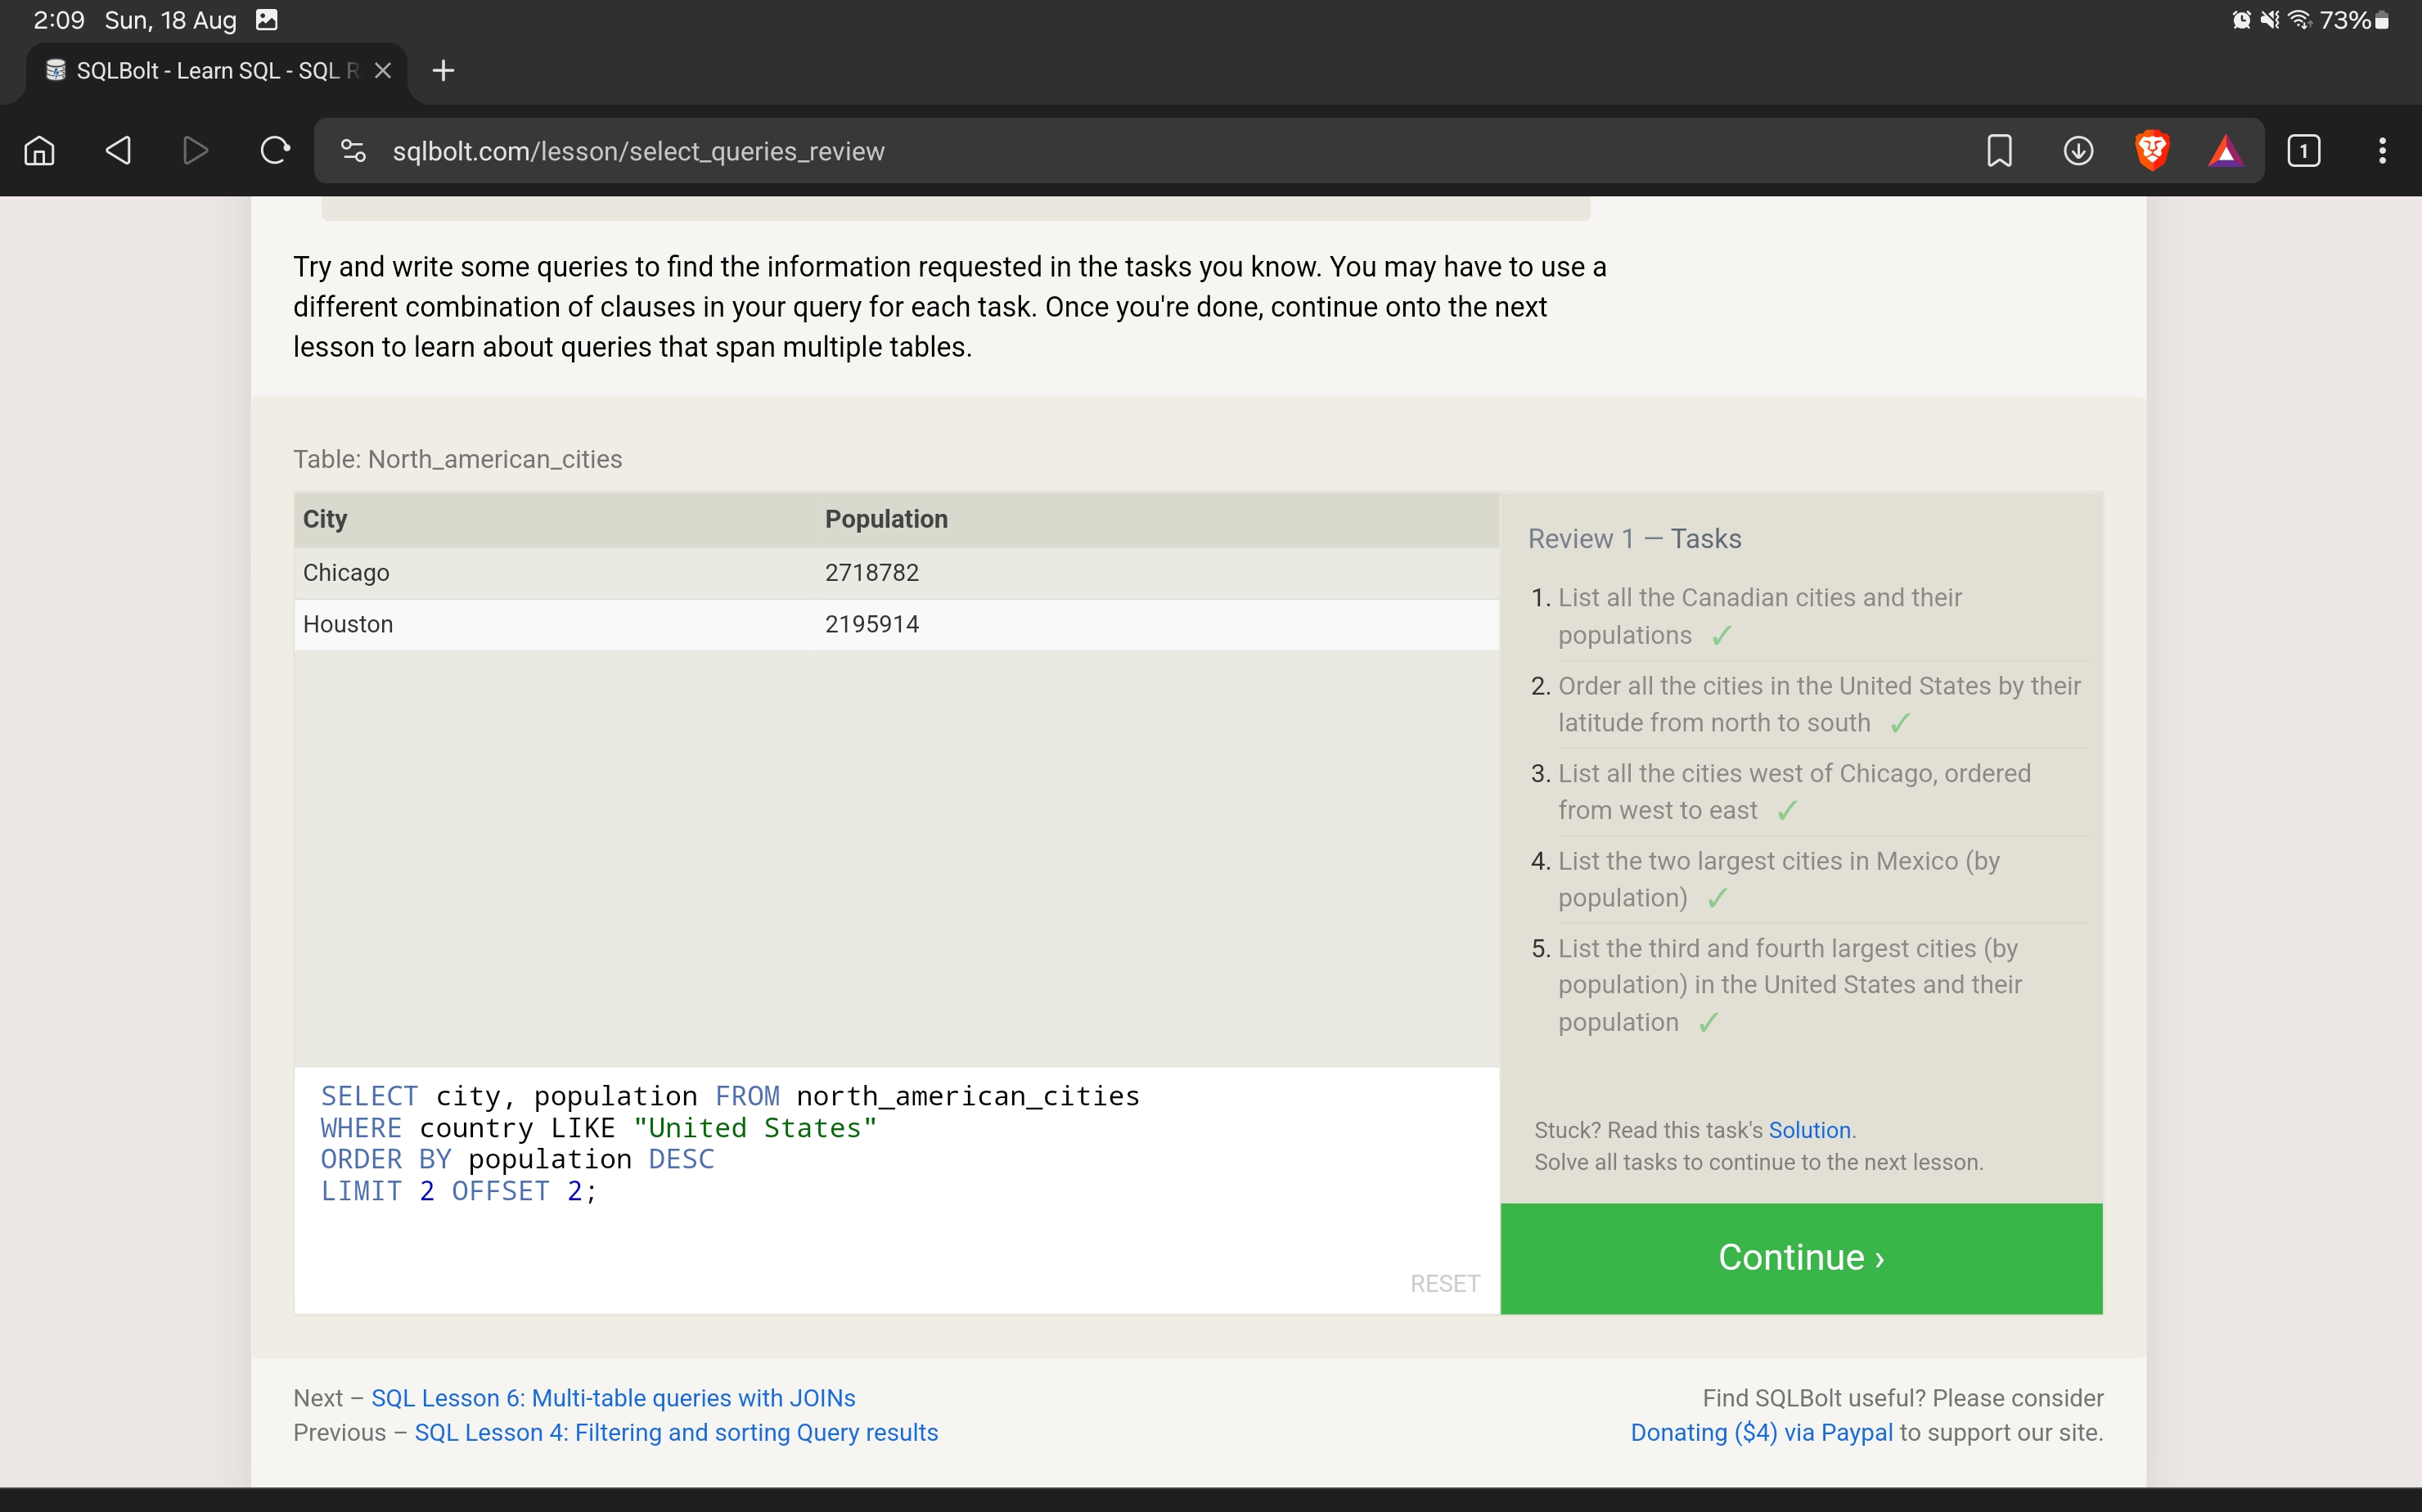 2:09 Sun, 18 Aug
73%
SQLBolt - Learn SQL - SQL R
sqlbolt.com/lesson/select_queries_review
1
Try and write some queries to find the information requested in the tasks you know. You may have to use a
different combination of clauses in your query for each task. Once you're done, continue onto the next
lesson to learn about queries that span multiple tables.
Table: North_american_cities
City Population
Chicago 2718782
Houston 2195914
SELECT city, population FROM north_american_cities
WHERE country LIKE "United States"
ORDER BY population DESC
LIMIT 2 OFFSET 2;
RESET
Review 1 — Tasks
1. List all the Canadian cities and their
populations ✓
2. Order all the cities in the United States by their
latitude from north to south ✓
3. List all the cities west of Chicago, ordered
from west to east ✓
4. List the two largest cities in Mexico (by
population) ✓
5. List the third and fourth largest cities (by
population) in the United States and their
population ✓
Stuck? Read this task's Solution.
Solve all tasks to continue to the next lesson.
Continue ›
Next – SQL Lesson 6: Multi-table queries with JOINs
Previous – SQL Lesson 4: Filtering and sorting Query results
Find SQLBolt useful? Please consider
Donating ($4) via Paypal to support our site.